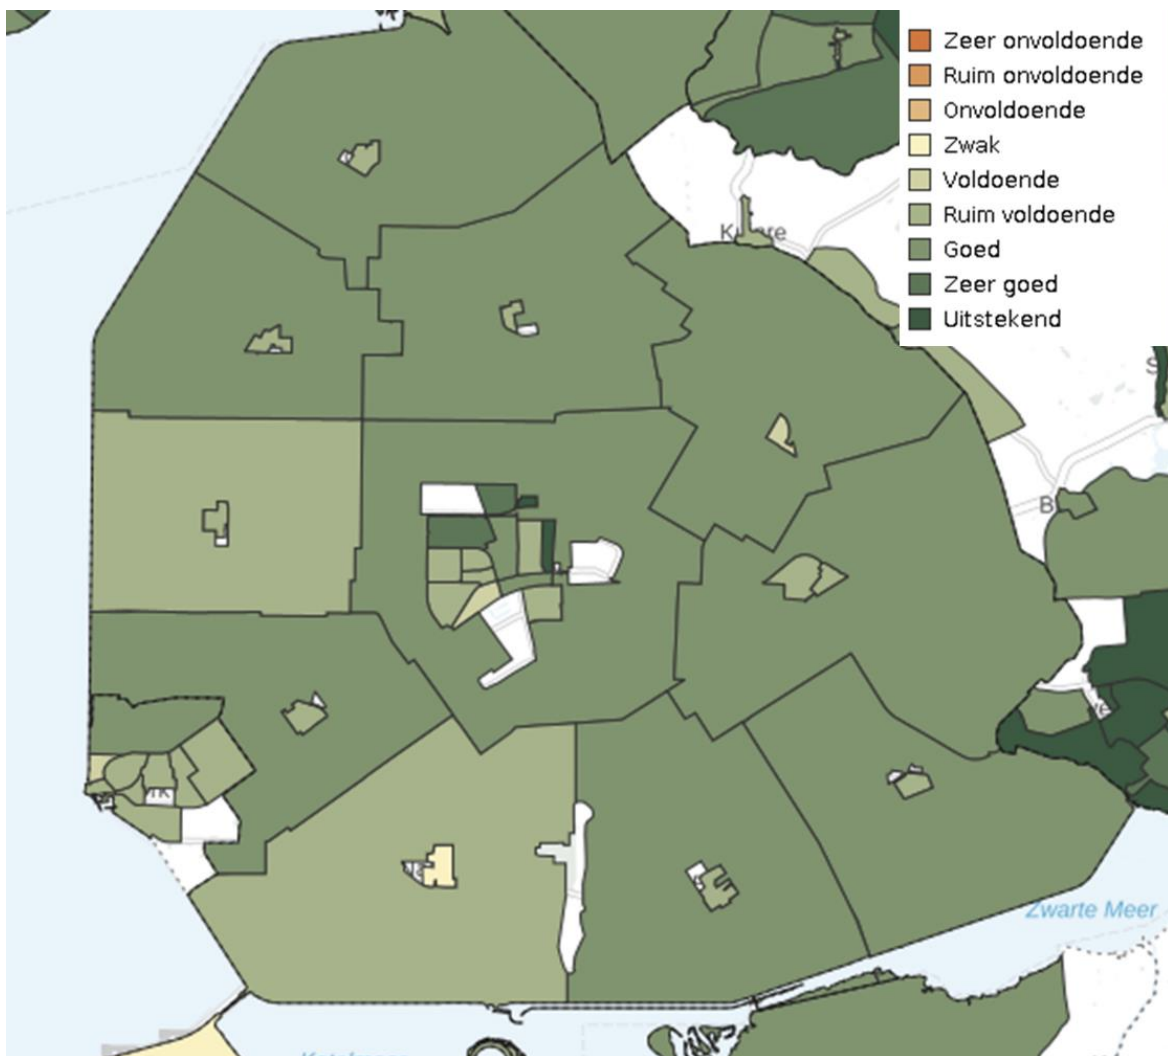 Zeer onvoldoende
Ruim onvoldoende
Onvoldoende
Zwak
Voldoende
Ruim voldoende
Goed
Zeer goed
Uitstekend
Zwarte Meer